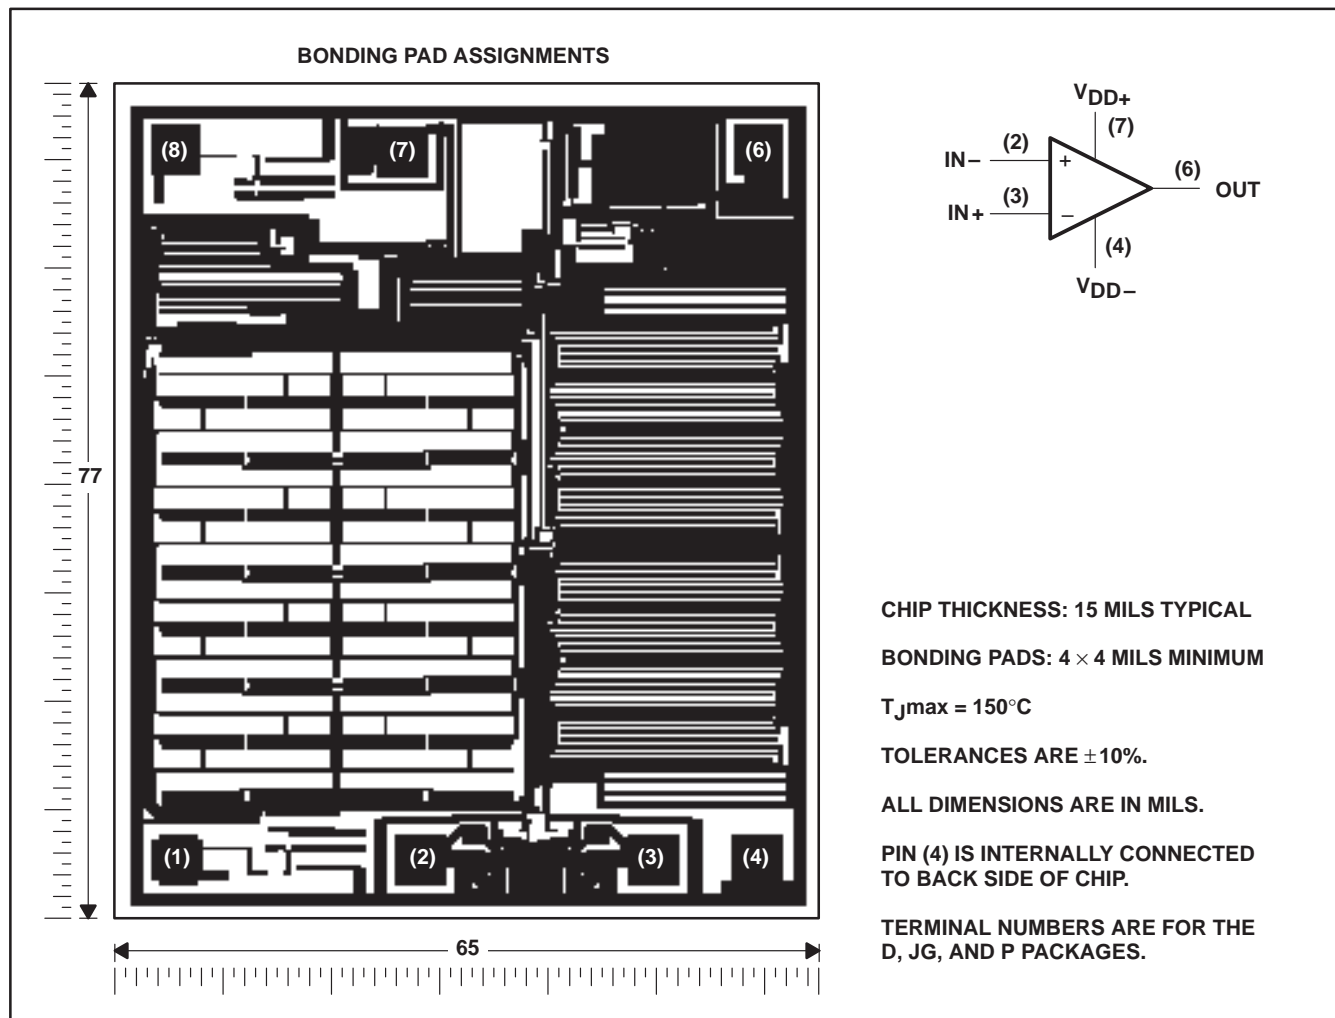 BONDING PAD ASSIGNMENTS
(8)
(7)
(6)
77
(1)
(2)
(3)
(4)
65
VDD+
(7)
(2)
IN−
+
(6)
OUT
(3)
IN+
−
(4)
VDD−
CHIP THICKNESS: 15 MILS TYPICAL
BONDING PADS: 4 × 4 MILS MINIMUM
TJmax = 150°C
TOLERANCES ARE ±10%.
ALL DIMENSIONS ARE IN MILS.
PIN (4) IS INTERNALLY CONNECTED
TO BACK SIDE OF CHIP.
TERMINAL NUMBERS ARE FOR THE
D, JG, AND P PACKAGES.